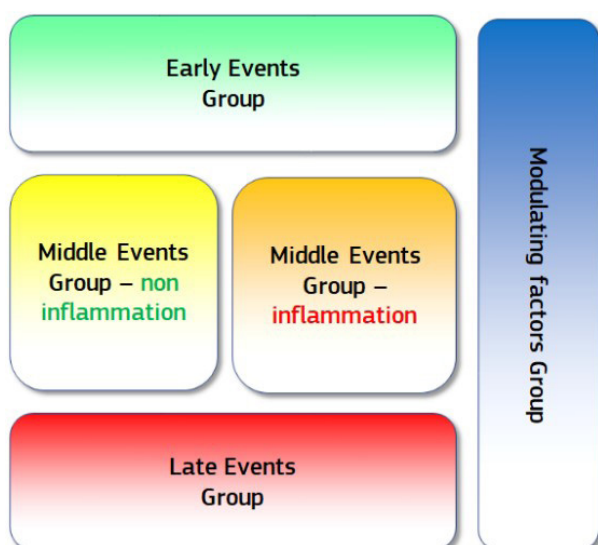 Early Events
Group
Middle Events
Group – non
inflammation
Middle Events
Group –
inflammation
Late Events
Group
Modulating factors Group